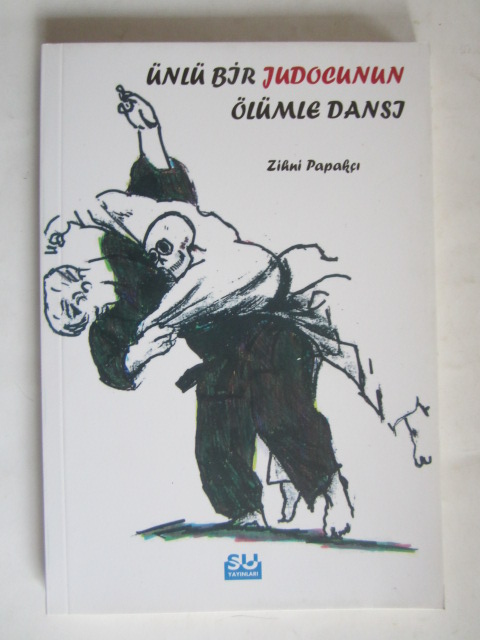 ÜNLÜ BİR JUDOCUNUN
ÖLÜMLE DANSI
Zihni Papakçı
SU
YAYINLARI